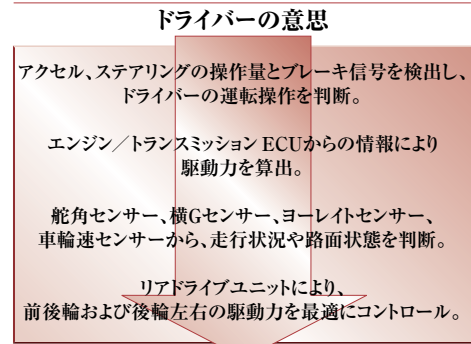 ドライバーの意思
アクセル、ステアリングの操作量とブレーキ信号を検出し、
ドライバーの運転操作を判断。
エンジン／トランスミッション ECUからの情報により
駆動力を算出。
舵角センサー、横Gセンサー、ヨーレイトセンサー、
車輪速センサーから、走行状況や路面状態を判断。
リアドライブユニットにより、
前後輪および後輪左右の駆動力を最適にコントロール。